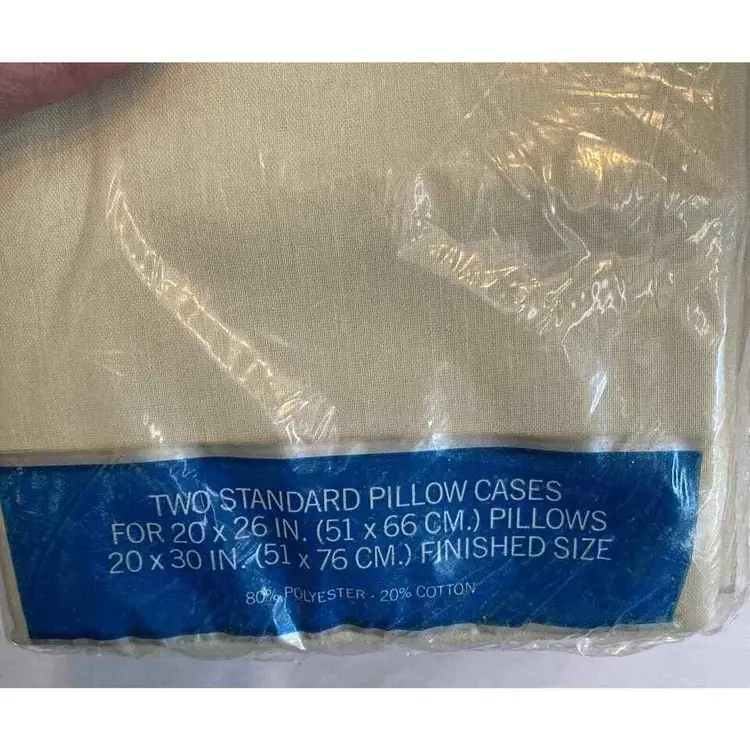 TWO STANDARD PILLOW CASES
FOR 20 x 26 IN. (51 x 66 CM.) PILLOWS
20 x 30 IN. (51 x 76 CM.) FINISHED SIZE
80% POLYESTER · 20% COTTON